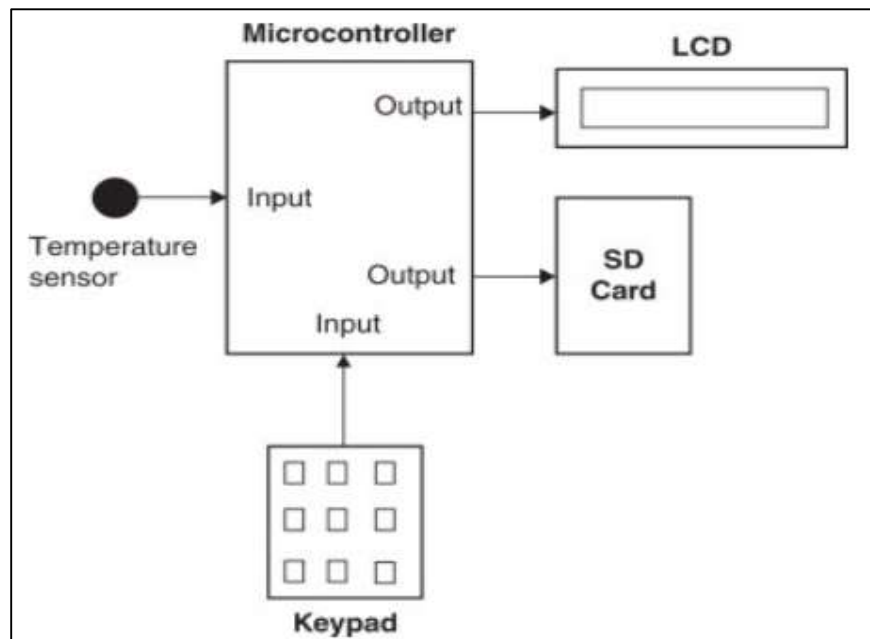 Microcontroller
LCD
Output
Input
Temperature
sensor
Output
SD
Card
Input
Keypad